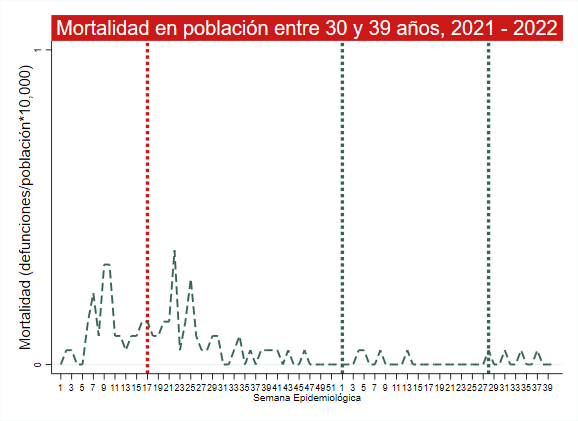 Mortalidad en población entre 30 y 39 años, 2021 - 2022
Mortalidad (defunciones/población*10,000)
1
0
1 3 5 7 9 11 13 15 17 19 21 23 25 27 29 31 33 35 37 39 41 43 45 47 49 51 1 3 5 7 9 11 13 15 17 19 21 23 25 27 29 31 33 35 37 39
Semana Epidemiológica